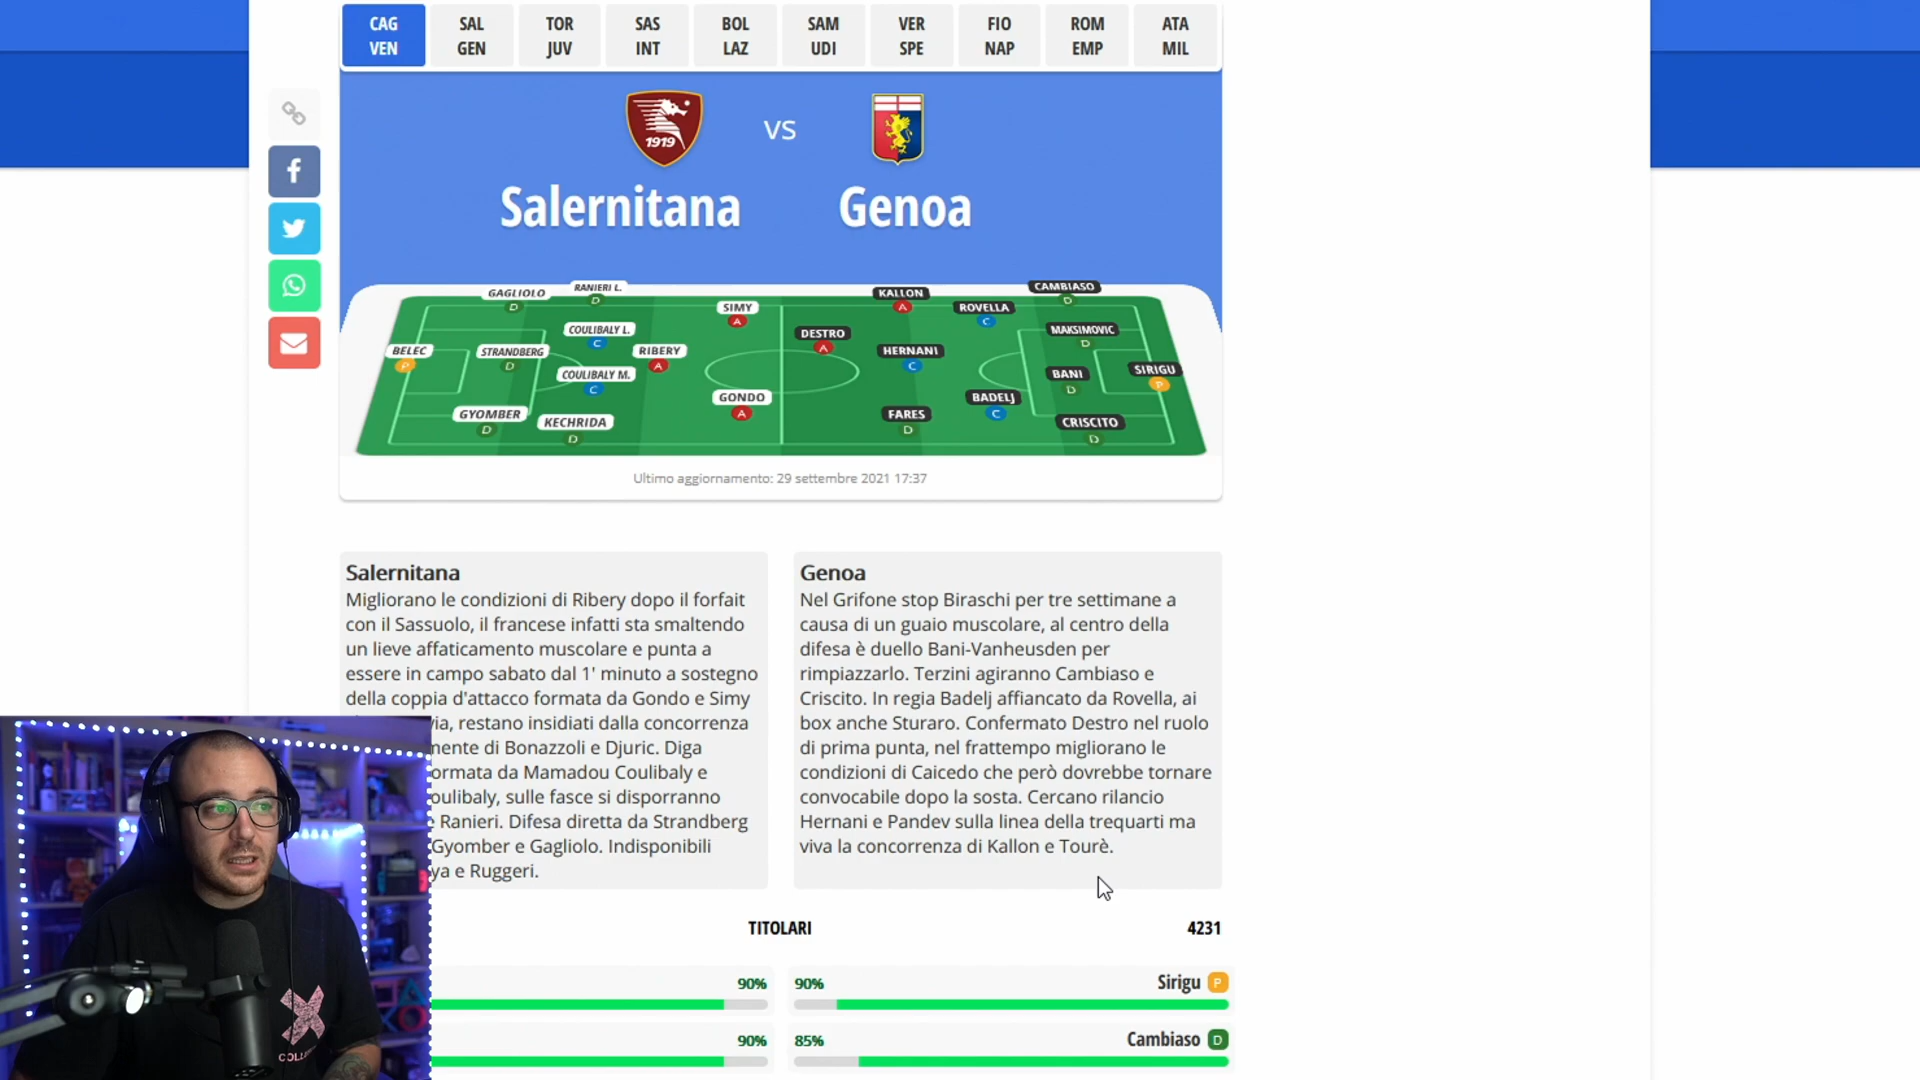 CAG
VEN
SAL
GEN
TOR
JUV
SAS
INT
BOL
LAZ
SAM
UDI
VER
SPE
FIO
NAP
ROM
EMP
ATA
MIL
1919
VS
Salernitana
Genoa
GAGLIOLO
D
RANIERI L.
D
SIMY
A
KALLON
A
ROVELLA
C
CAMBIASO
D
COULIBALY L.
C
DESTRO
A
MAKSIMOVIC
D
BELEC
P
STRANDBERG
D
RIBERY
A
HERNANI
C
COULIBALY M.
C
BANI
D
SIRIGU
P
GONDO
A
BADELJ
C
GYOMBER
D
KECHRIDA
D
FARES
D
CRISCITO
D
Ultimo aggiornamento: 29 settembre 2021 17:37
Salernitana
Migliorano le condizioni di Ribery dopo il forfait
con il Sassuolo, il francese infatti sta smaltendo
un lieve affaticamento muscolare e punta a
essere in campo sabato dal 1' minuto a sostegno
della coppia d'attacco formata da Gondo e Simy
via, restano insidiati dalla concorrenza
mente di Bonazzoli e Djuric. Diga
ormata da Mamadou Coulibaly e
oulibaly, sulle fasce si disporranno
Ranieri. Difesa diretta da Strandberg
Gyomber e Gagliolo. Indisponibili
ya e Ruggeri.
Genoa
Nel Grifone stop Biraschi per tre settimane a
causa di un guaio muscolare, al centro della
difesa è duello Bani-Vanheusden per
rimpiazzarlo. Terzini agiranno Cambiaso e
Criscito. In regia Badelj affiancato da Rovella, ai
box anche Sturaro. Confermato Destro nel ruolo
di prima punta, nel frattempo migliorano le
condizioni di Caicedo che però dovrebbe tornare
convocabile dopo la sosta. Cercano rilancio
Hernani e Pandev sulla linea della trequarti ma
viva la concorrenza di Kallon e Tourè.
TITOLARI
4231
90%
90%
Sirigu P
90%
85%
Cambiaso D